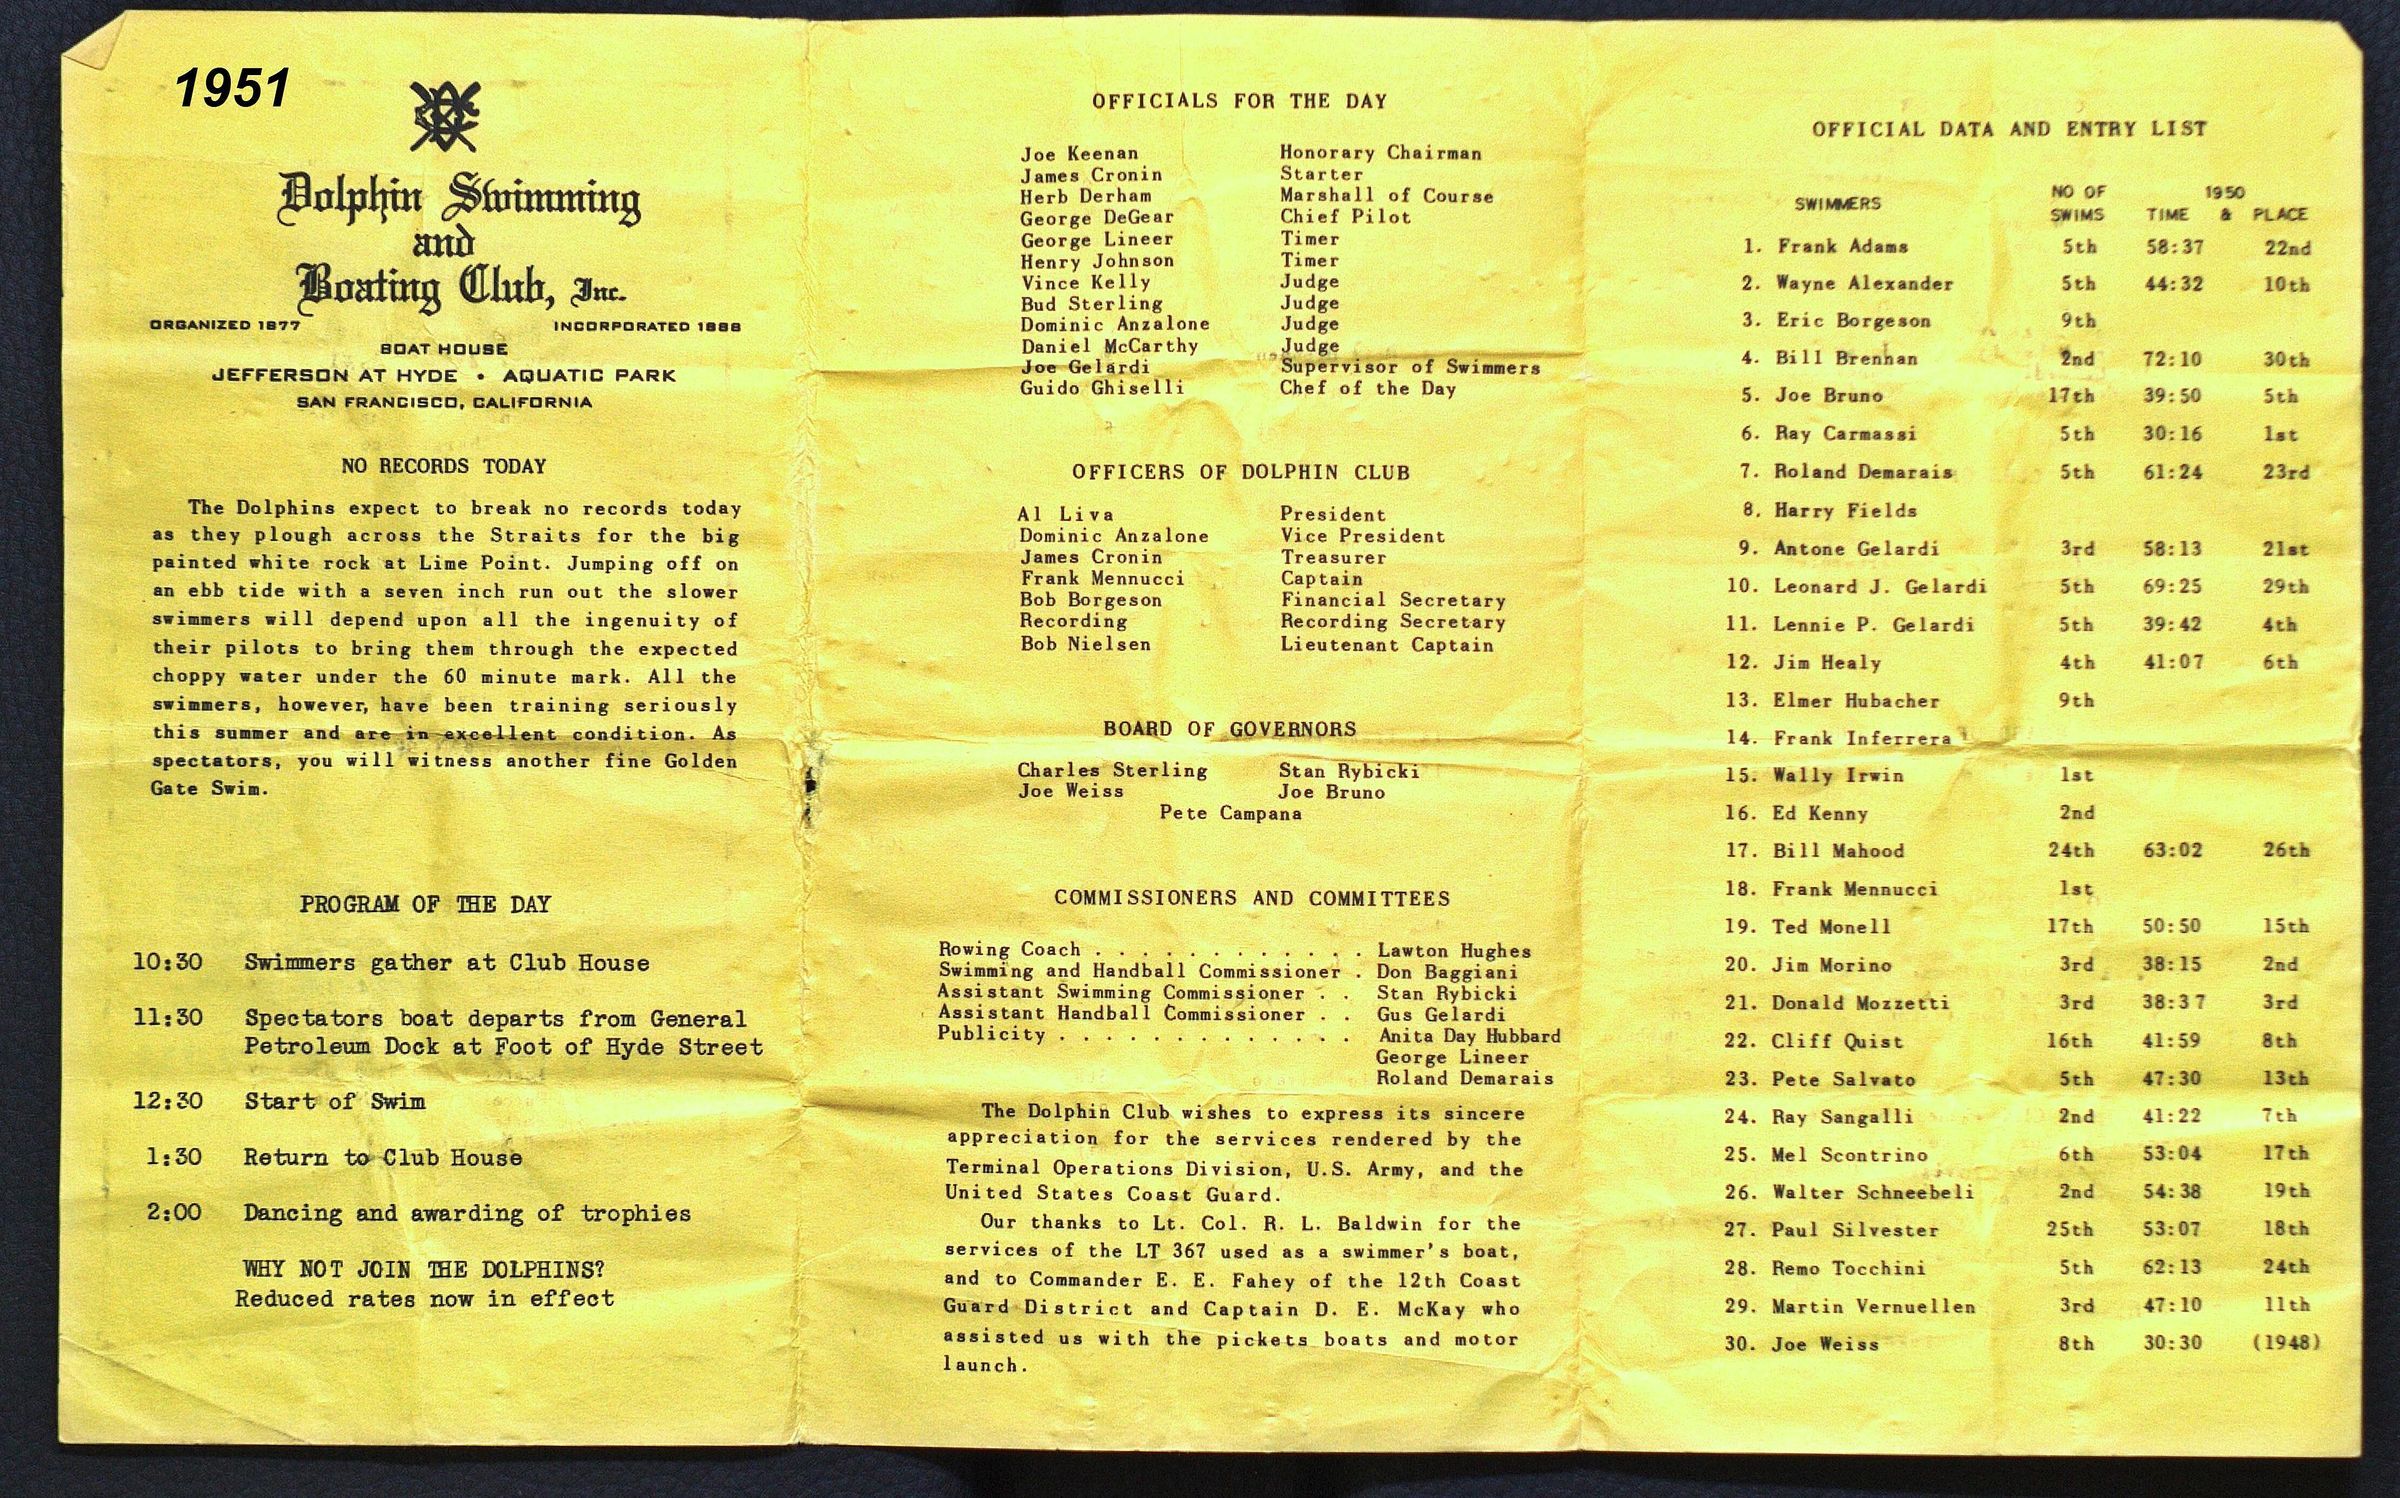 1951
Dolphin Swimming
and
Boating Club, Inc.
ORGANIZED 1877 INCORPORATED 1888
BOAT HOUSE
JEFFERSON AT HYDE • AQUATIC PARK
SAN FRANCISCO, CALIFORNIA
NO RECORDS TODAY
The Dolphins expect to break no records today
as they plough across the Straits for the big
painted white rock at Lime Point. Jumping off on
an ebb tide with a seven inch run out the slower
swimmers will depend upon all the ingenuity of
their pilots to bring them through the expected
choppy water under the 60 minute mark. All the
swimmers, however, have been training seriously
this summer and are in excellent condition. As
spectators, you will witness another fine Golden
Gate Swim.
PROGRAM OF THE DAY
10:30 Swimmers gather at Club House
11:30 Spectators boat departs from General
Petroleum Dock at Foot of Hyde Street
12:30 Start of Swim
1:30 Return to Club House
2:00 Dancing and awarding of trophies
WHY NOT JOIN THE DOLPHINS?
Reduced rates now in effect
OFFICIALS FOR THE DAY
Joe Keenan Honorary Chairman
James Cronin Starter
Herb Derham Marshall of Course
George DeGear Chief Pilot
George Lineer Timer
Henry Johnson Timer
Vince Kelly Judge
Bud Sterling Judge
Dominic Anzalone Judge
Daniel McCarthy Judge
Joe Gelardi Supervisor of Swimmers
Guido Ghiselli Chef of the Day
OFFICERS OF DOLPHIN CLUB
Al Liva President
Dominic Anzalone Vice President
James Cronin Treasurer
Frank Mennucci Captain
Bob Borgeson Financial Secretary
Recording Recording Secretary
Bob Nielsen Lieutenant Captain
BOARD OF GOVERNORS
Charles Sterling Stan Rybicki
Joe Weiss Joe Bruno
Pete Campana
COMMISSIONERS AND COMMITTEES
Rowing Coach . . . . . . . . . . . . Lawton Hughes
Swimming and Handball Commissioner . Don Baggiani
Assistant Swimming Commissioner . . Stan Rybicki
Assistant Handball Commissioner . . Gus Gelardi
Publicity . . . . . . . . . . . . . Anita Day Hubbard
George Lineer
Roland Demarais
The Dolphin Club wishes to express its sincere
appreciation for the services rendered by the
Terminal Operations Division, U.S. Army, and the
United States Coast Guard.
Our thanks to Lt. Col. R. L. Baldwin for the
services of the LT 367 used as a swimmer's boat,
and to Commander E. E. Fahey of the 12th Coast
Guard District and Captain D. E. McKay who
assisted us with the pickets boats and motor
launch.
OFFICIAL DATA AND ENTRY LIST
NO OF 1950
SWIMMERS SWIMS TIME & PLACE
1. Frank Adams 5th 58:37 22nd
2. Wayne Alexander 5th 44:32 10th
3. Eric Borgeson 9th
4. Bill Brennan 2nd 72:10 30th
5. Joe Bruno 17th 39:50 5th
6. Ray Carmassi 5th 30:16 1st
7. Roland Demarais 5th 61:24 23rd
8. Harry Fields
9. Antone Gelardi 3rd 58:13 21st
10. Leonard J. Gelardi 5th 69:25 29th
11. Lennie P. Gelardi 5th 39:42 4th
12. Jim Healy 4th 41:07 6th
13. Elmer Hubacher 9th
14. Frank Inferrera
15. Wally Irwin 1st
16. Ed Kenny 2nd
17. Bill Mahood 24th 63:02 26th
18. Frank Mennucci 1st
19. Ted Monell 17th 50:50 15th
20. Jim Morino 3rd 38:15 2nd
21. Donald Mozzetti 3rd 38:37 3rd
22. Cliff Quist 16th 41:59 8th
23. Pete Salvato 5th 47:30 13th
24. Ray Sangalli 2nd 41:22 7th
25. Mel Scontrino 6th 53:04 17th
26. Walter Schneebeli 2nd 54:38 19th
27. Paul Silvester 25th 53:07 18th
28. Remo Tocchini 5th 62:13 24th
29. Martin Vernuellen 3rd 47:10 11th
30. Joe Weiss 8th 30:30 (1948)